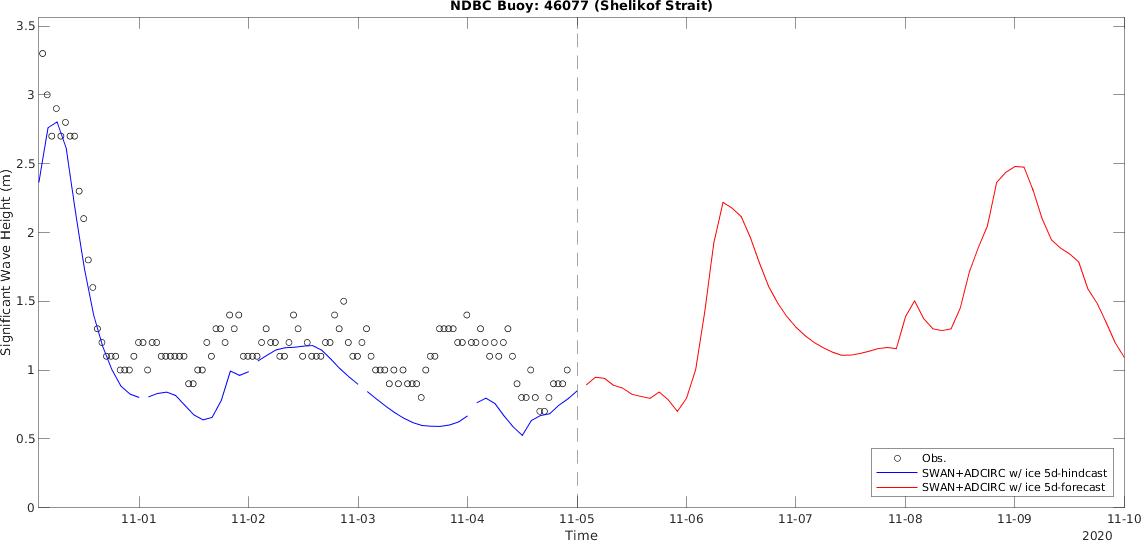 NDBC Buoy: 46077 (Shelikof Strait)
3.5
3
2.5
2
1.5
1
0.5
0
Significant Wave Height (m)
11-01 11-02 11-03 11-04 11-05 11-06 11-07 11-08 11-09 11-10
Time
2020
Obs.
SWAN+ADCIRC w/ ice 5d-hindcast
SWAN+ADCIRC w/ ice 5d-forecast